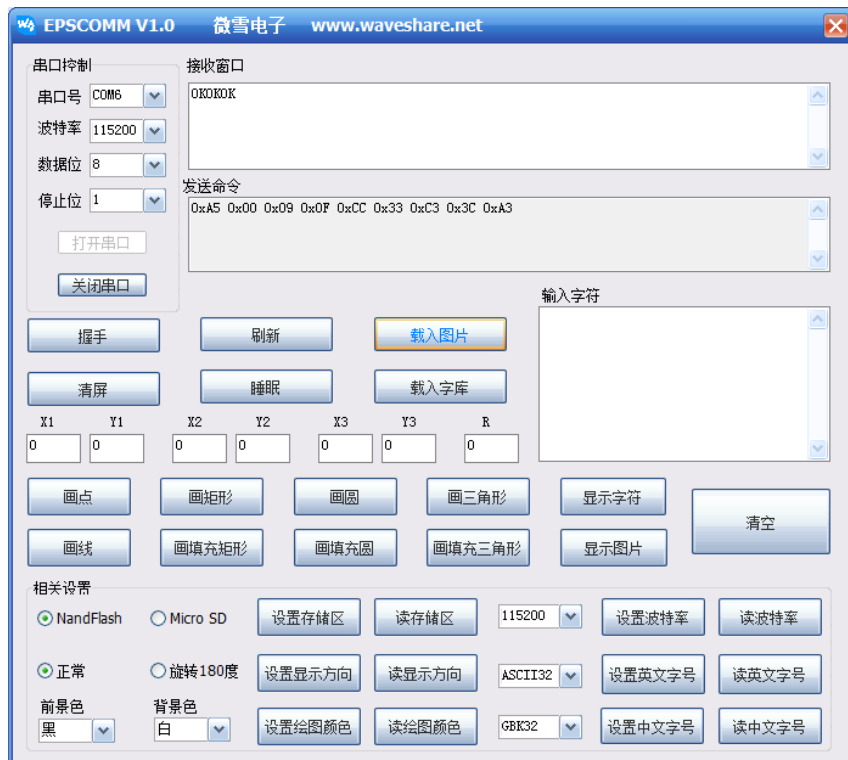 EPSCOMM V1.0 微雪电子 www.waveshare.net
串口控制
串口号 COM6
波特率 115200
数据位 8
停止位 1
打开串口
关闭串口
接收窗口
OKOKOK
发送命令
0xA5 0x00 0x09 0x0F 0xCC 0x33 0xC3 0x3C 0xA3
输入字符
握手 刷新 载入图片
清屏 睡眠 载入字库
X1 Y1 X2 Y2 X3 Y3 R
0 0 0 0 0 0 0
画点 画矩形 画圆 画三角形 显示字符
清空
画线 画填充矩形 画填充圆 画填充三角形 显示图片
相关设置
NandFlash Micro SD 设置存储区 读存储区 115200 设置波特率 读波特率
正常 旋转180度 设置显示方向 读显示方向 ASCII32 设置英文字号 读英文字号
前景色 背景色
黑 白 设置绘图颜色 读绘图颜色 GBK32 设置中文字号 读中文字号